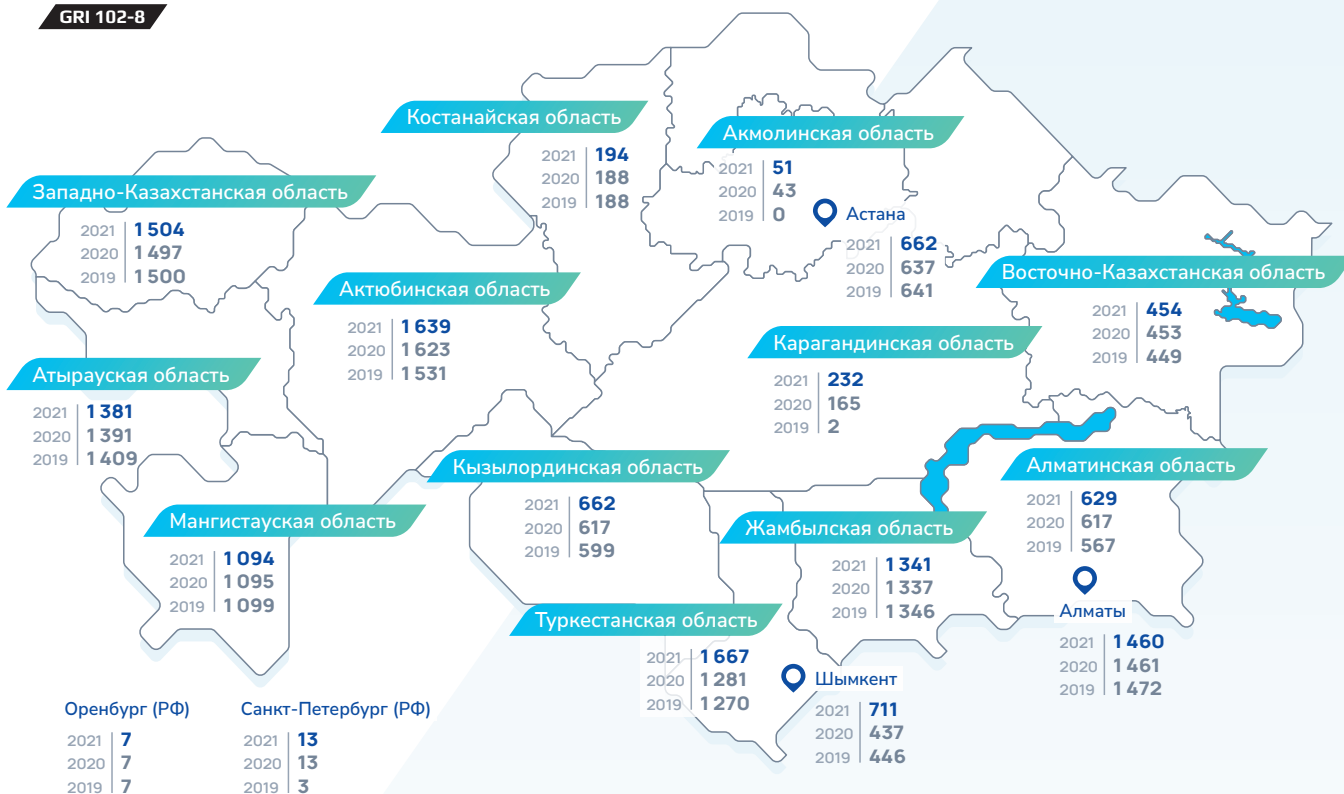 GRI 102-8
Костанайская область
2021 194
2020 188
2019 188
Акмолинская область
2021 51
2020 43
2019 0
Астана
2021 662
2020 637
2019 641
Западно-Казахстанская область
2021 1 504
2020 1 497
2019 1 500
Актюбинская область
2021 1 639
2020 1 623
2019 1 531
Восточно-Казахстанская область
2021 454
2020 453
2019 449
Карагандинская область
2021 232
2020 165
2019 2
Атырауская область
2021 1 381
2020 1 391
2019 1 409
Кызылординская область
2021 662
2020 617
2019 599
Алматинская область
2021 629
2020 617
2019 567
Мангистауская область
2021 1 094
2020 1 095
2019 1 099
Жамбылская область
2021 1 341
2020 1 337
2019 1 346
Алматы
2021 1 460
2020 1 461
2019 1 472
Туркестанская область
2021 1 667
2020 1 281
2019 1 270
Шымкент
2021 711
2020 437
2019 446
Оренбург (РФ)
2021 7
2020 7
2019 7
Санкт-Петербург (РФ)
2021 13
2020 13
2019 3